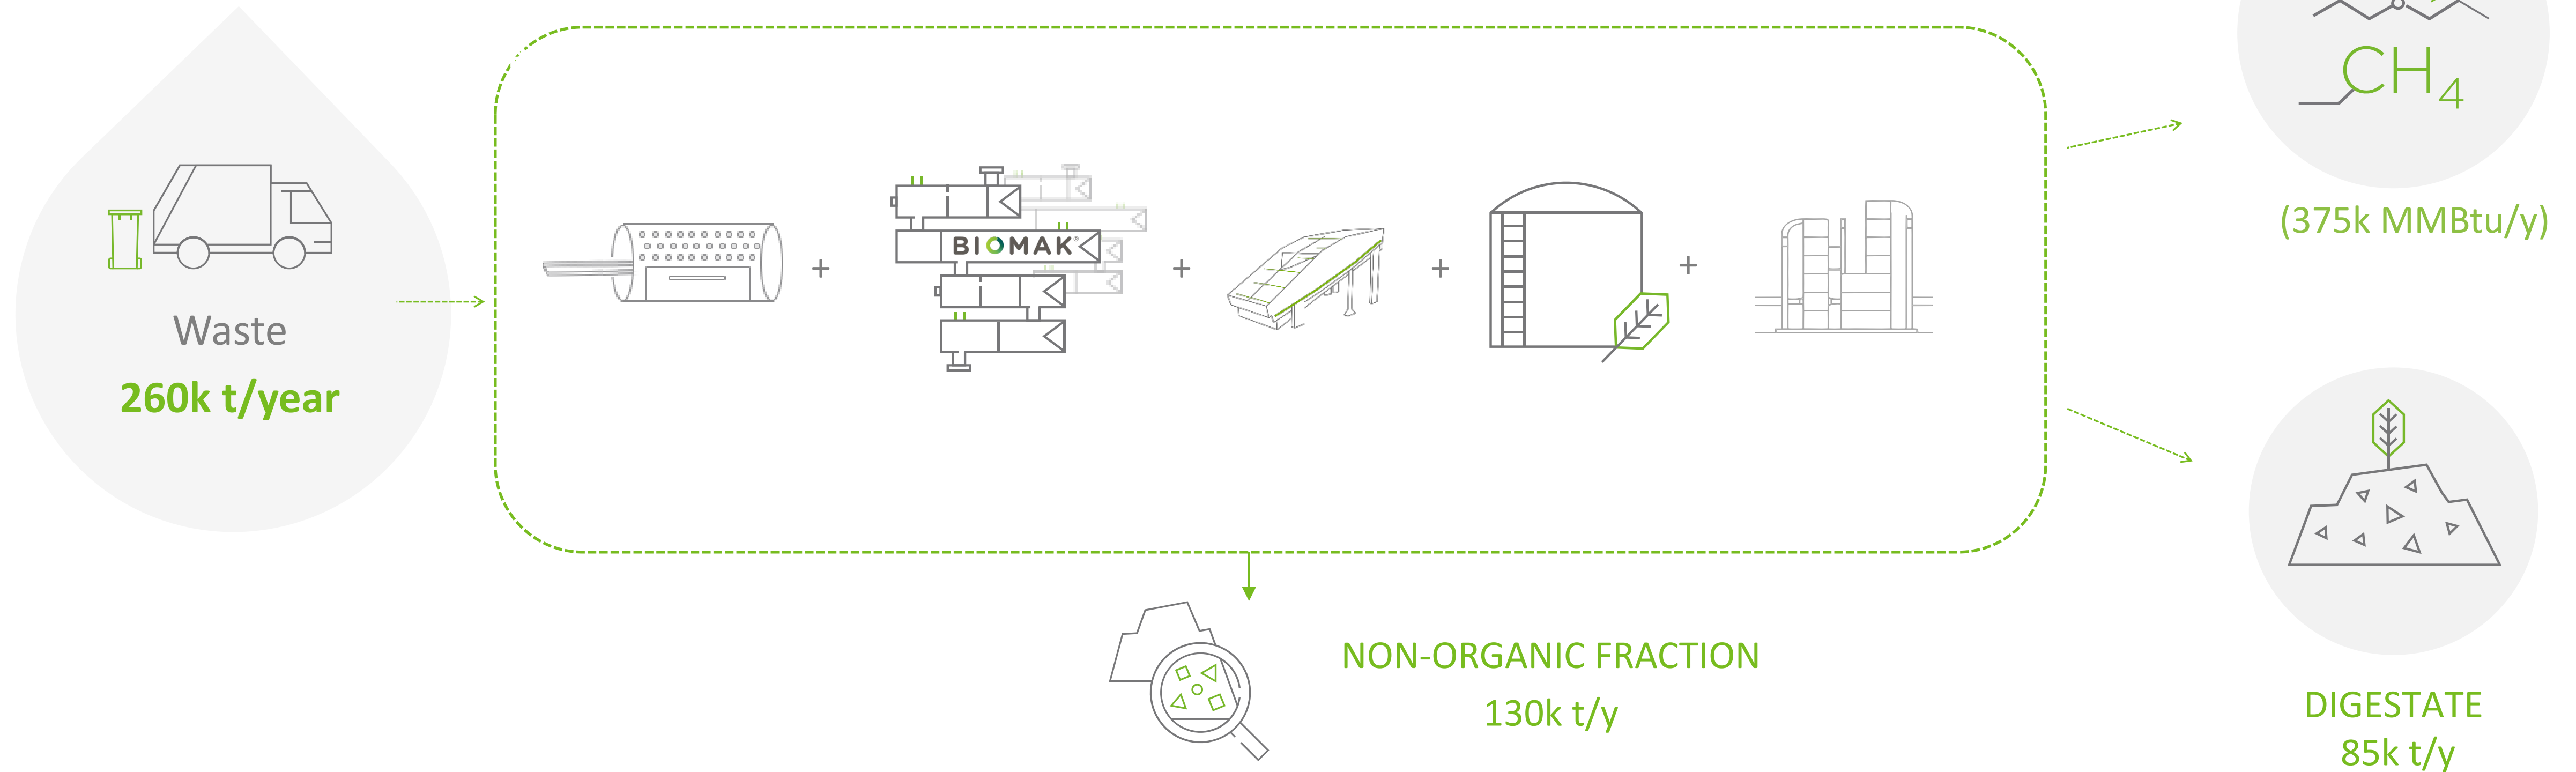 CH4
(375k MMBtu/y)
Waste
260k t/year
+
BIOMAK®
+
+
+
NON-ORGANIC FRACTION
130k t/y
DIGESTATE
85k t/y